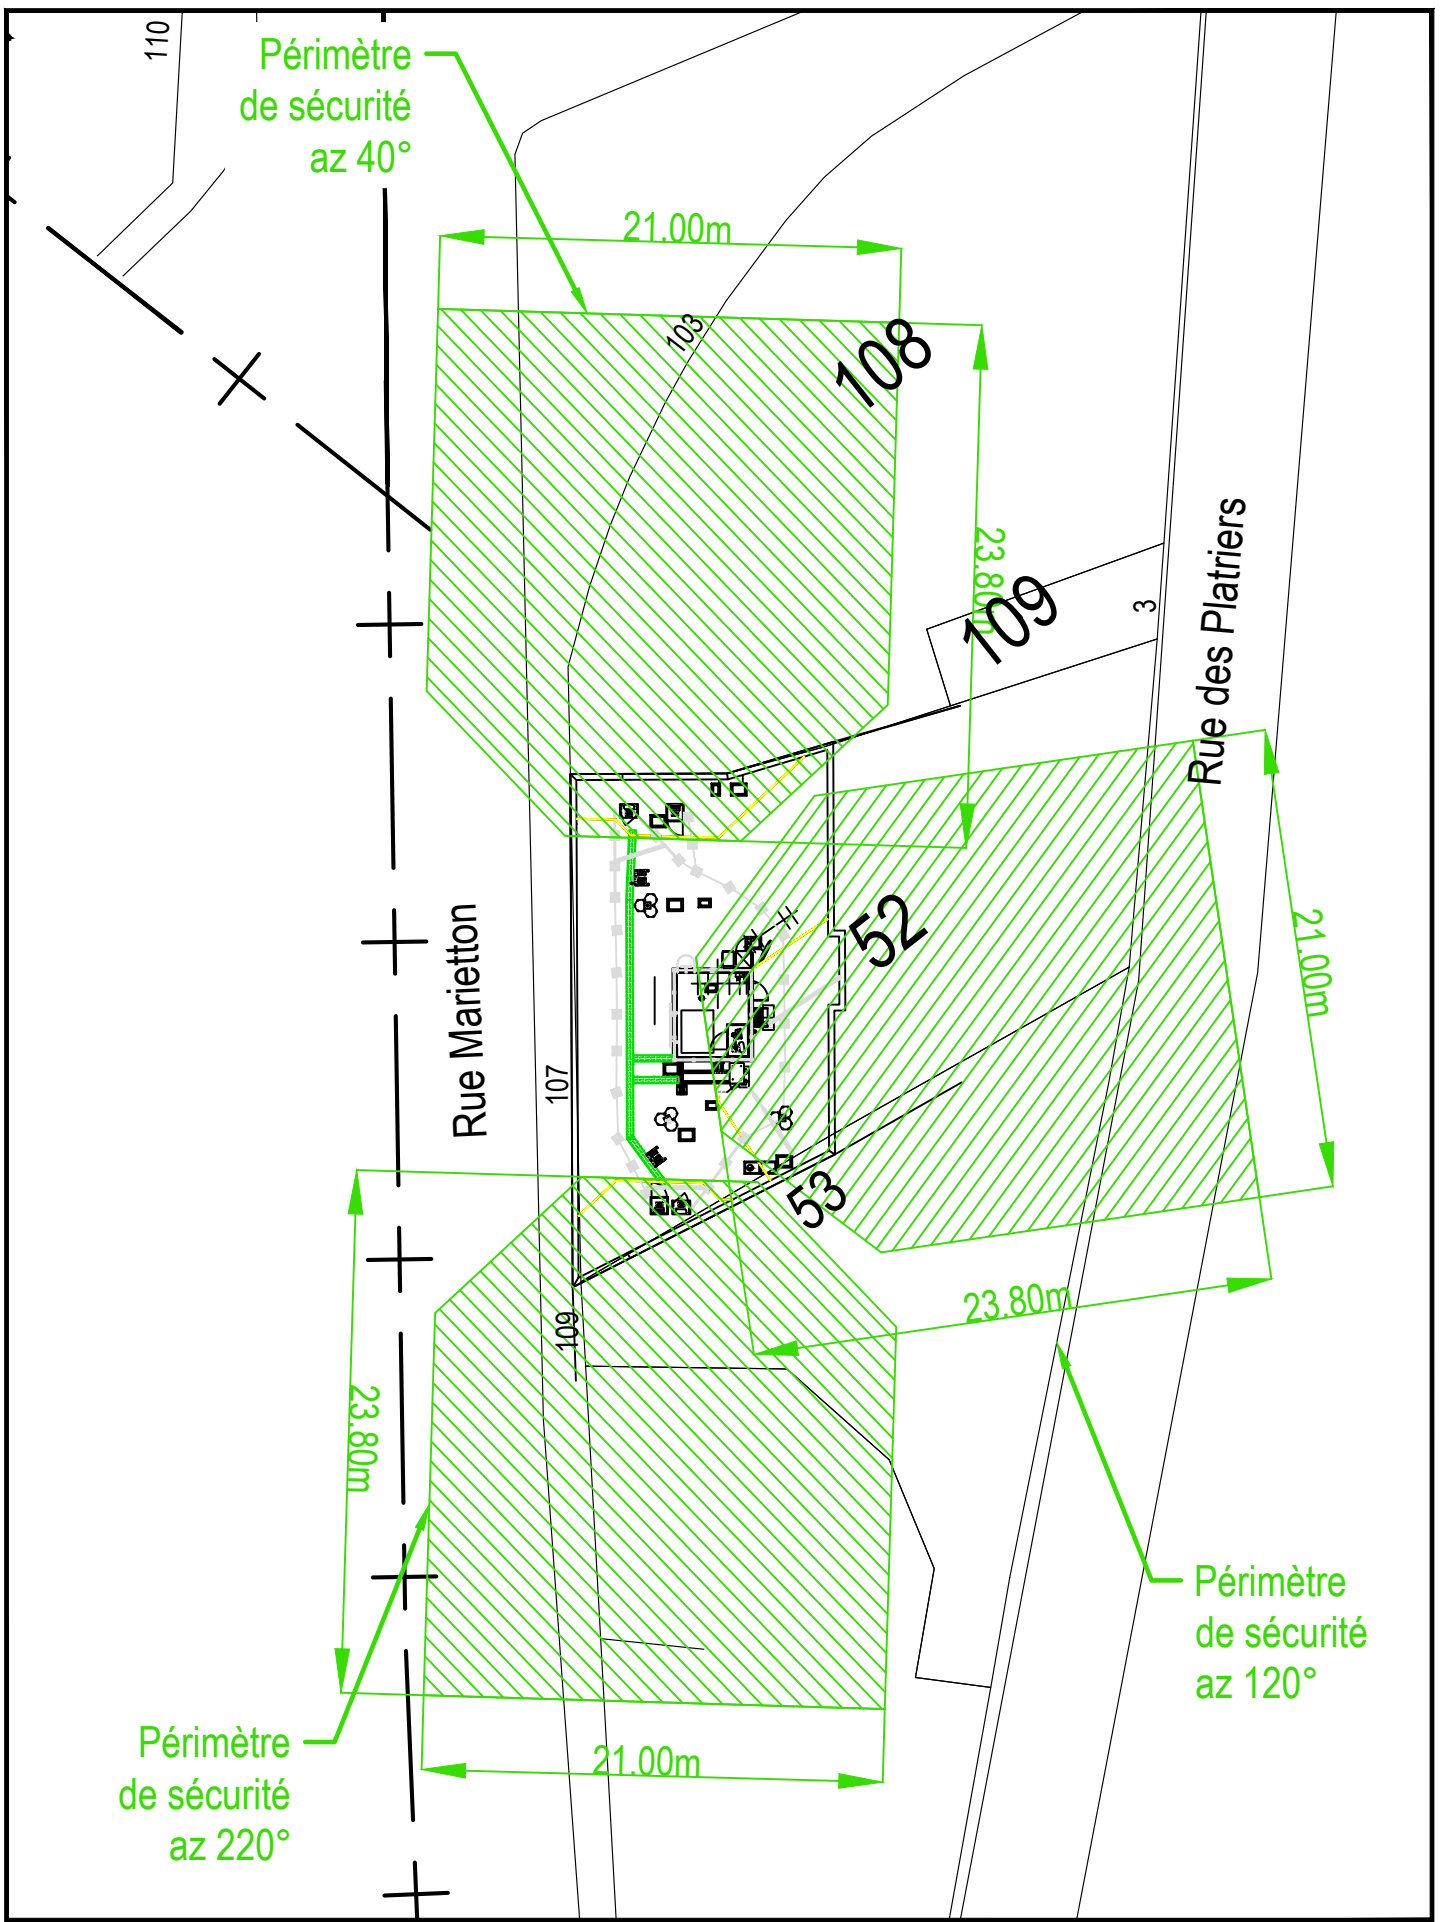 110
Périmètre
de sécurité
az 40°
21.00m
103
108
23.80m
109
3
Rue des Platriers
52
21.00m
Rue Marietton
107
53
109
23.80m
23.80m
Périmètre
de sécurité
az 120°
Périmètre
de sécurité
az 220°
21.00m